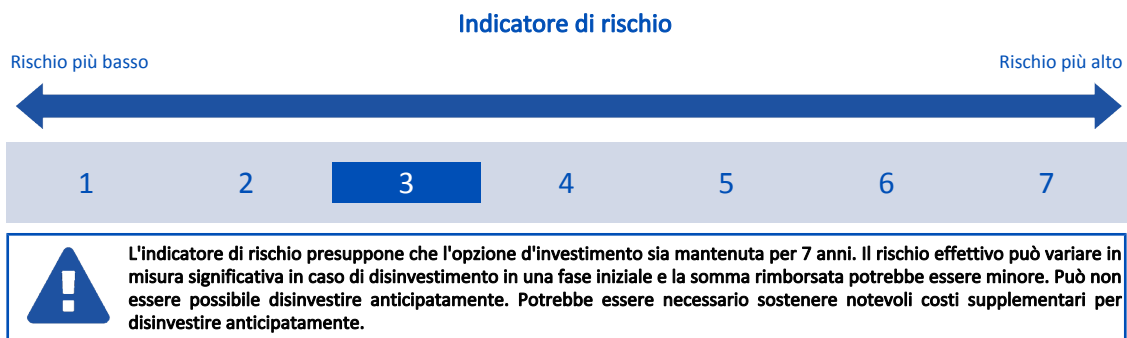 Indicatore di rischio
Rischio più basso
Rischio più alto
1 2 3 4 5 6 7
L'indicatore di rischio presuppone che l'opzione d'investimento sia mantenuta per 7 anni. Il rischio effettivo può variare in
misura significativa in caso di disinvestimento in una fase iniziale e la somma rimborsata potrebbe essere minore. Può non
essere possibile disinvestire anticipatamente. Potrebbe essere necessario sostenere notevoli costi supplementari per
disinvestire anticipatamente.